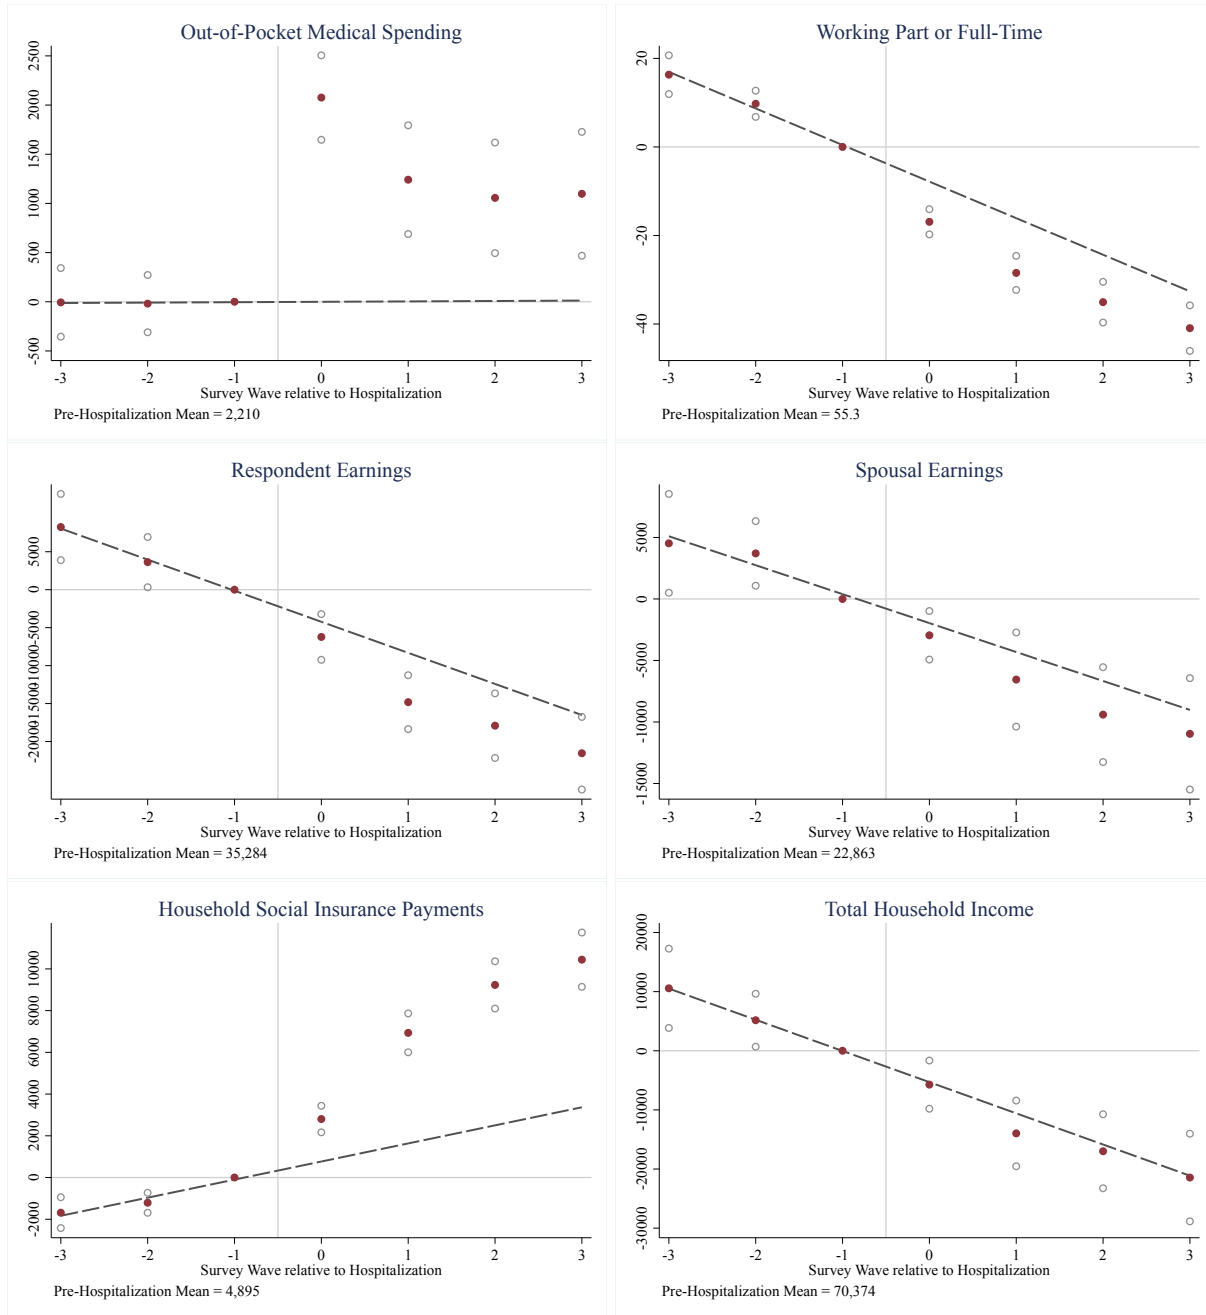 Out-of-Pocket Medical Spending
2500
2000
1500
1000
500
0
-500
-3 -2 -1 0 1 2 3
Survey Wave relative to Hospitalization
Pre-Hospitalization Mean = 2,210
Working Part or Full-Time
20
0
-20
-40
-3 -2 -1 0 1 2 3
Survey Wave relative to Hospitalization
Pre-Hospitalization Mean = 55.3
Respondent Earnings
5000
0
-5000
-10000
-15000
-20000
-3 -2 -1 0 1 2 3
Survey Wave relative to Hospitalization
Pre-Hospitalization Mean = 35,284
Spousal Earnings
5000
0
-5000
-10000
-15000
-3 -2 -1 0 1 2 3
Survey Wave relative to Hospitalization
Pre-Hospitalization Mean = 22,863
Household Social Insurance Payments
10000
8000
6000
4000
2000
0
-2000
-3 -2 -1 0 1 2 3
Survey Wave relative to Hospitalization
Pre-Hospitalization Mean = 4,895
Total Household Income
20000
10000
0
-10000
-20000
-30000
-3 -2 -1 0 1 2 3
Survey Wave relative to Hospitalization
Pre-Hospitalization Mean = 70,374